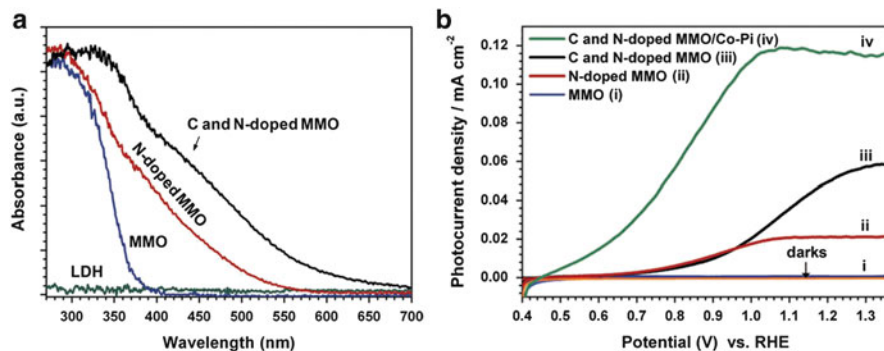 a
Absorbance (a.u.)
C and N-doped MMO
N-doped MMO
MMO
LDH
300 350 400 450 500 550 600 650 700
Wavelength (nm)
b
Photocurrent density / mA cm⁻²
0.12
0.10
0.08
0.06
0.04
0.02
0.00
C and N-doped MMO/Co-Pi (iv)
C and N-doped MMO (iii)
N-doped MMO (ii)
MMO (i)
iv
iii
ii
darks
i
0.4 0.5 0.6 0.7 0.8 0.9 1.0 1.1 1.2 1.3
Potential (V) vs. RHE